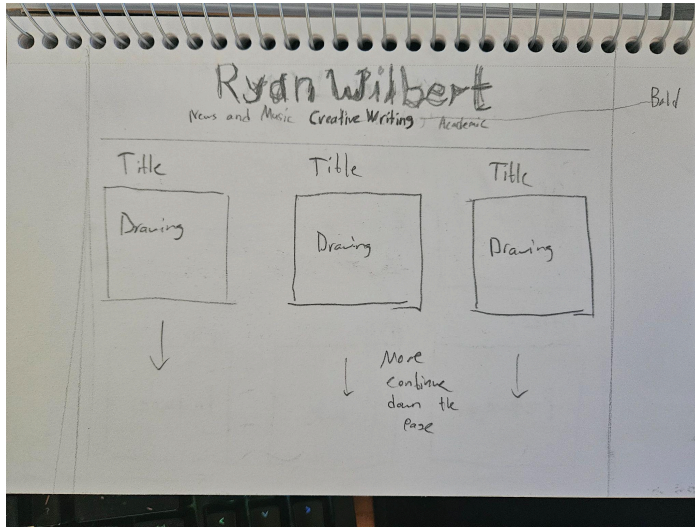 Ryan Wilbert
News and Music Creative Writing Academic
Bold
Title Title Title
Drawing Drawing Drawing
More
continue
down the
page